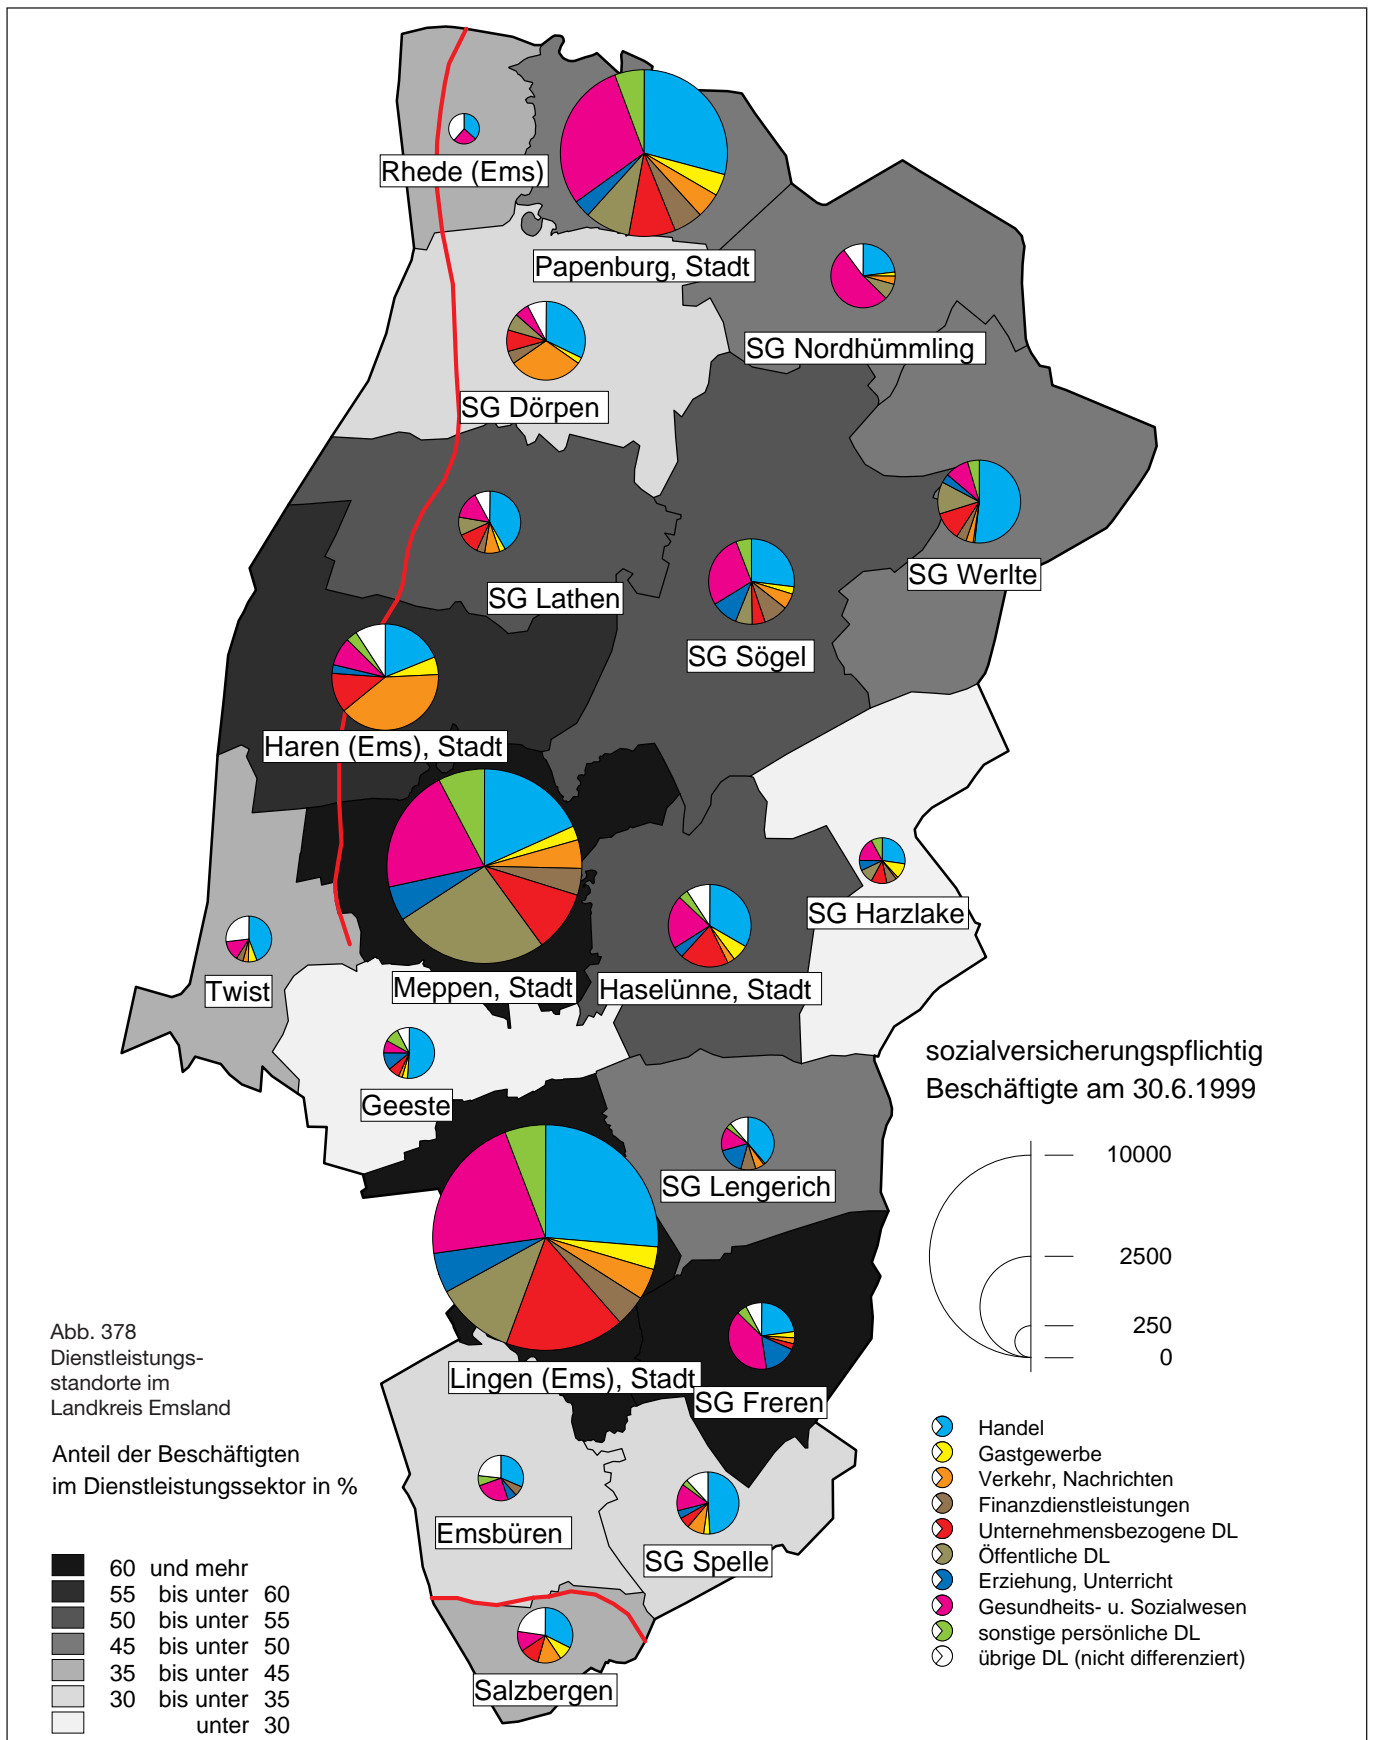 Rhede (Ems)
Papenburg, Stadt
SG Nordhümmling
SG Dörpen
SG Werlte
SG Lathen
SG Sögel
Haren (Ems), Stadt
SG Harzlake
Twist
Meppen, Stadt
Haselünne, Stadt
Geeste
SG Lengerich
Lingen (Ems), Stadt
SG Freren
Emsbüren
SG Spelle
Salzbergen
sozialversicherungspflichtig
Beschäftigte am 30.6.1999
10000
2500
250
0
Abb. 378
Dienstleistungs-
standorte im
Landkreis Emsland
Anteil der Beschäftigten
im Dienstleistungssektor in %
60 und mehr
55 bis unter 60
50 bis unter 55
45 bis unter 50
35 bis unter 45
30 bis unter 35
unter 30
Handel
Gastgewerbe
Verkehr, Nachrichten
Finanzdienstleistungen
Unternehmensbezogene DL
Öffentliche DL
Erziehung, Unterricht
Gesundheits- u. Sozialwesen
sonstige persönliche DL
übrige DL (nicht differenziert)